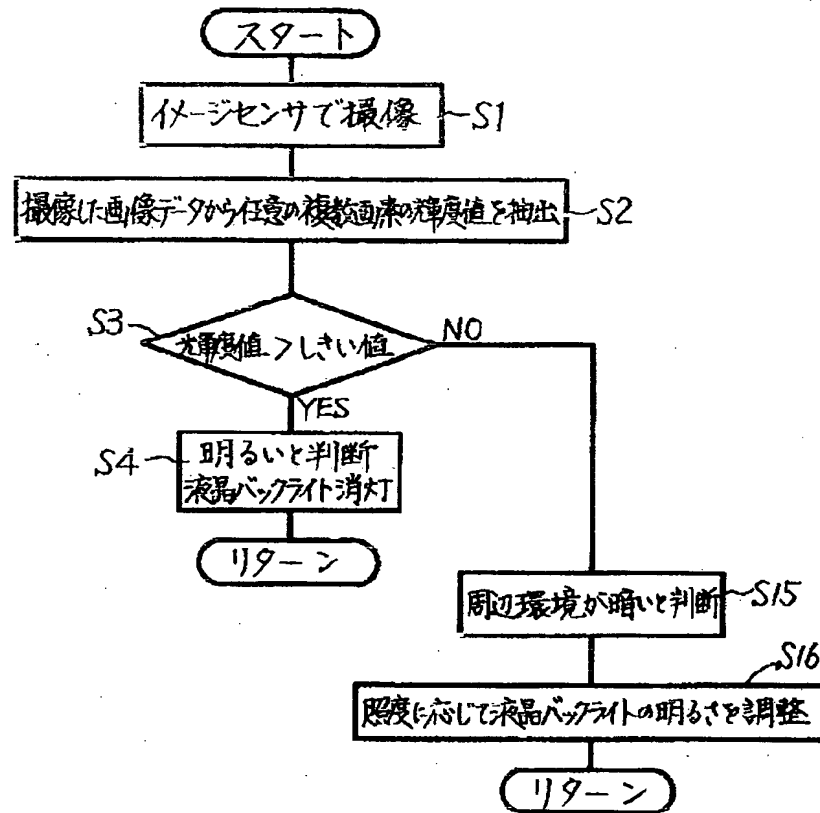 スタート
イメージセンサで撮像
S1
撮像した画像データから任意の複数画素の輝度値を抽出
S2
S3
輝度値>しきい値
NO
YES
S4
明るいと判断
液晶バックライト消灯
リターン
周辺環境が暗いと判断
S15
S16
照度に応じて液晶バックライトの明るさを調整
リターン